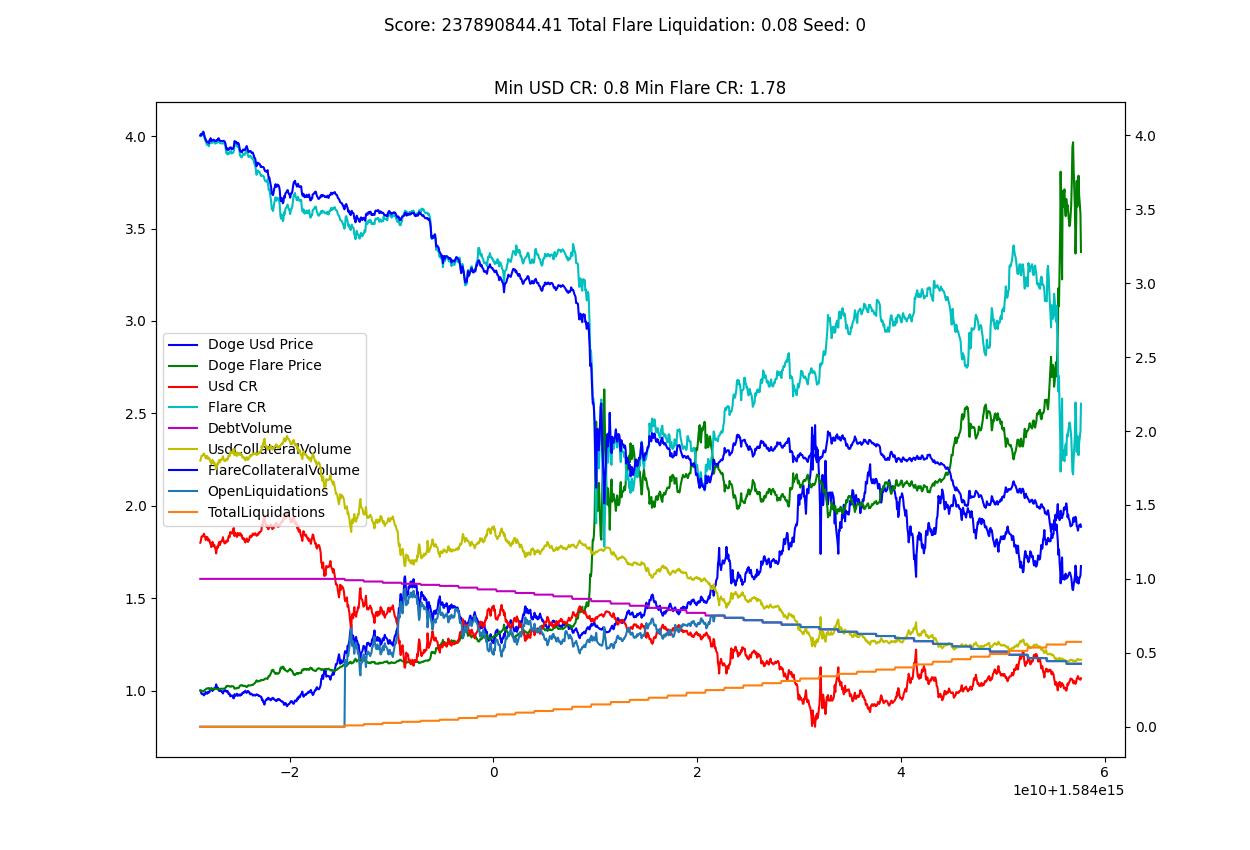 Score: 237890844.41 Total Flare Liquidation: 0.08 Seed: 0
Min USD CR: 0.8 Min Flare CR: 1.78
4.0
3.5
3.0
2.5
2.0
1.5
1.0
Doge Usd Price
Doge Flare Price
Usd CR
Flare CR
DebtVolume
UsdCollateralVolume
FlareCollateralVolume
OpenLiquidations
TotalLiquidations
4.0
3.5
3.0
2.5
2.0
1.5
1.0
0.5
0.0
−2 0 2 4 6
1e10+1.584e15